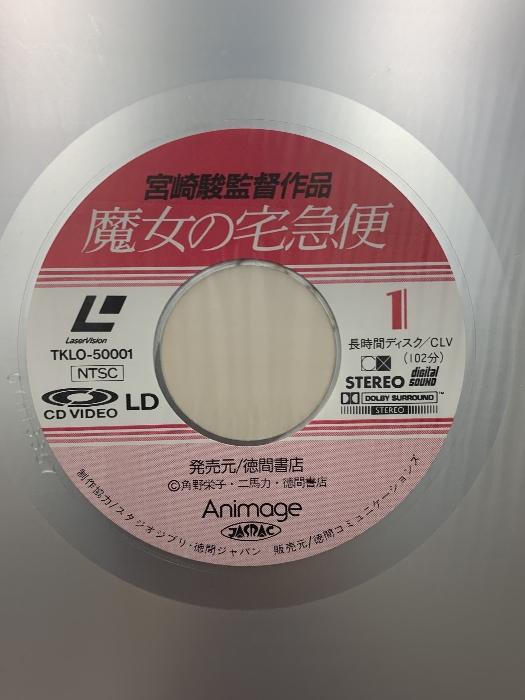 宮崎駿監督作品
魔女の宅急便
LaserVision
TKLO-50001
NTSC
CD VIDEO LD
1
長時間ディスク/CLV
(102分)
STEREO digital SOUND
DOLBY SURROUND™
STEREO
発売元/徳間書店
©角野栄子・二馬力・徳間書店
Animage
JASRAC
制作協力/スタジオジブリ・徳間ジャパン 販売元/徳間コミュニケーションズ